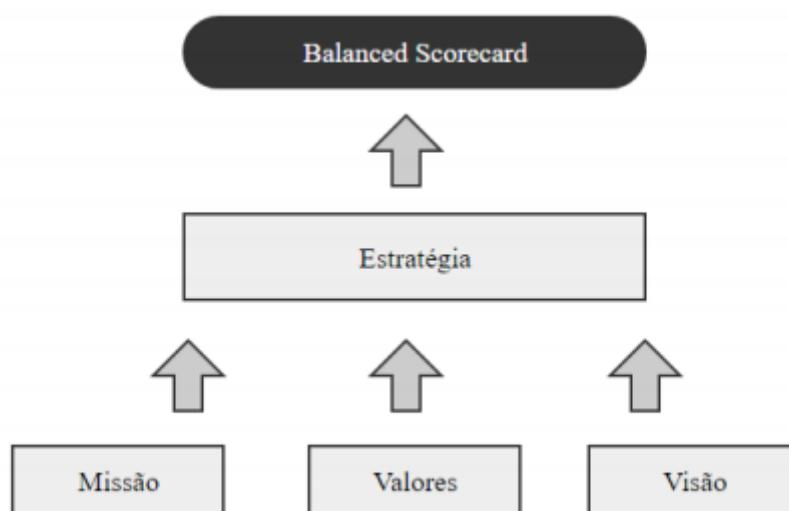 Balanced Scorecard
Estratégia
Missão
Valores
Visão